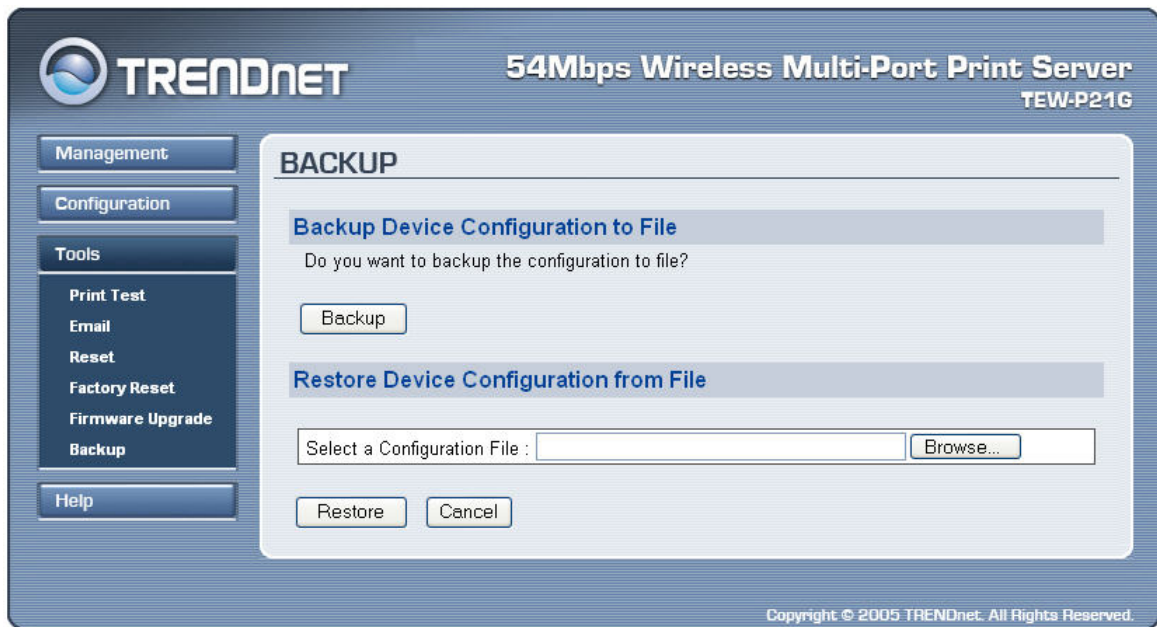 TRENDnet
54Mbps Wireless Multi-Port Print Server
TEW-P21G
Management
Configuration
Tools
Print Test
Email
Reset
Factory Reset
Firmware Upgrade
Backup
Help
BACKUP
Backup Device Configuration to File
Do you want to backup the configuration to file?
Backup
Restore Device Configuration from File
Select a Configuration File :
Browse...
Restore
Cancel
Copyright © 2005 TRENDnet. All Rights Reserved.